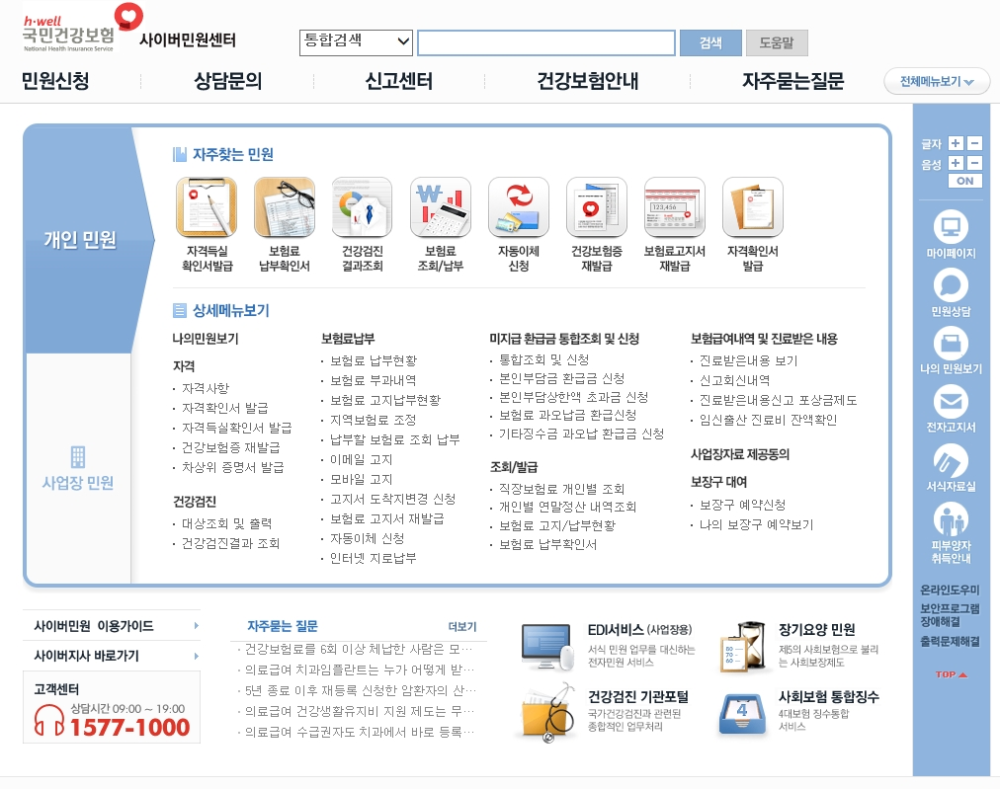 h·well
국민건강보험
National Health Insurance Service
사이버민원센터
통합검색
검색
도움말
민원신청
상담문의
신고센터
건강보험안내
자주묻는질문
전체메뉴보기
개인 민원
사업장 민원
자주찾는 민원
자격득실
확인서발급
보험료
납부확인서
건강검진
결과조회
보험료
조회/납부
자동이체
신청
건강보험증
재발급
123,456
보험료고지서
재발급
자격확인서
발급
상세메뉴보기
나의민원보기
자격
· 자격사항
· 자격확인서 발급
· 자격득실확인서 발급
· 건강보험증 재발급
· 차상위 증명서 발급
건강검진
· 대상조회 및 출력
· 건강검진결과 조회
보험료납부
· 보험료 납부현황
· 보험료 부과내역
· 보험료 고지납부현황
· 지역보험료 조정
· 납부할 보험료 조회 납부
· 이메일 고지
· 모바일 고지
· 고지서 도착지변경 신청
· 보험료 고지서 재발급
· 자동이체 신청
· 인터넷 지로납부
미지급 환급금 통합조회 및 신청
· 통합조회 및 신청
· 본인부담금 환급금 신청
· 본인부담상한액 초과금 신청
· 보험료 과오납금 환급신청
· 기타징수금 과오납 환급금 신청
조회/발급
· 직장보험료 개인별 조회
· 개인별 연말정산 내역조회
· 보험료 고지/납부현황
· 보험료 납부확인서
보험급여내역 및 진료받은 내용
· 진료받은내용 보기
· 신고회신내역
· 진료받은내용신고 포상금제도
· 임신출산 진료비 잔액확인
사업장자료 제공동의
보장구 대여
· 보장구 예약신청
· 나의 보장구 예약보기
글자 + -
음성 + -
ON
마이페이지
민원상담
나의 민원보기
전자고지서
서식자료실
피부양자
취득안내
온라인도우미
보안프로그램
장애해결
출력문제해결
TOP
사이버민원 이용가이드
사이버지사 바로가기
고객센터
상담시간 09:00 ~ 19:00
1577-1000
자주묻는 질문
더보기
· 건강보험료를 6회 이상 체납한 사람은 모…
· 의료급여 치과임플란트는 누가 어떻게 받…
· 5년 종료 이후 재등록 신청한 암환자의 산…
· 의료급여 건강생활유지비 지원 제도는 무…
· 의료급여 수급권자도 치과에서 바로 등록…
EDI서비스 (사업장용)
서식 민원 업무를 대신하는
전자민원 서비스
장기요양 민원
제5의 사회보험으로 불리
는 사회보장제도
건강검진 기관포털
국가건강검진과 관련된
종합적인 업무처리
4
사회보험 통합징수
4대보험 징수통합
서비스